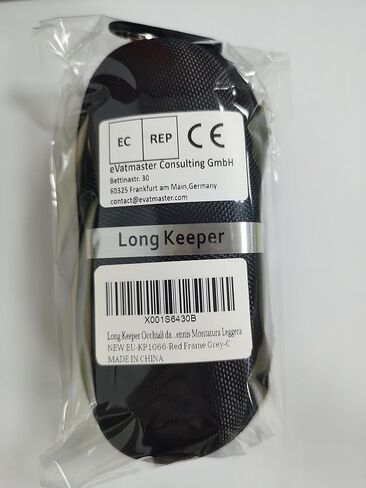 EC REP CE
eVatmaster Consulting GmbH
Bettinastr. 30
60325 Frankfurt am Main,Germany
contact@evatmaster.com
Long Keeper
X001S6430B
Long Keeper Occhiali da...ennis Montatura Leggera
NEW EU-KP1066-Red Frame Grey-C
MADE IN CHINA